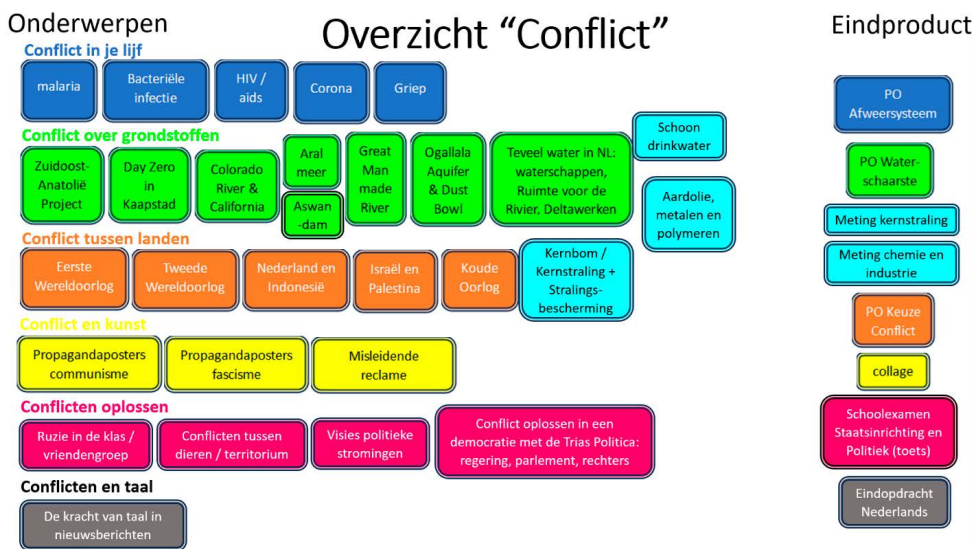 Onderwerpen
Overzicht “Conflict”
Eindproduct
Conflict in je lijf
malaria
Bacteriële
infectie
HIV /
aids
Corona
Griep
PO
Afweersysteem
Conflict over grondstoffen
Zuidoost-
Anatolië
Project
Day Zero
in
Kaapstad
Colorado
River &
California
Aral
meer
Aswan
-dam
Great
Man
made
River
Ogallala
Aquifer
& Dust
Bowl
Teveel water in NL:
waterschappen,
Ruimte voor de
Rivier, Deltawerken
Schoon
drinkwater
Aardolie,
metalen en
polymeren
PO Water-
schaarste
Meting kernstraling
Meting chemie en
industrie
Conflict tussen landen
Eerste
Wereldoorlog
Tweede
Wereldoorlog
Nederland en
Indonesië
Israël en
Palestina
Koude
Oorlog
Kernbom /
Kernstraling +
Stralings-
bescherming
PO Keuze
Conflict
Conflict en kunst
Propagandaposters
communisme
Propagandaposters
fascisme
Misleidende
reclame
collage
Conflicten oplossen
Ruzie in de klas /
vriendengroep
Conflicten tussen
dieren / territorium
Visies politieke
stromingen
Conflict oplossen in een
democratie met de Trias Politica:
regering, parlement, rechters
Schoolexamen
Staatsinrichting en
Politiek (toets)
Conflicten en taal
De kracht van taal in
nieuwsberichten
Eindopdracht
Nederlands